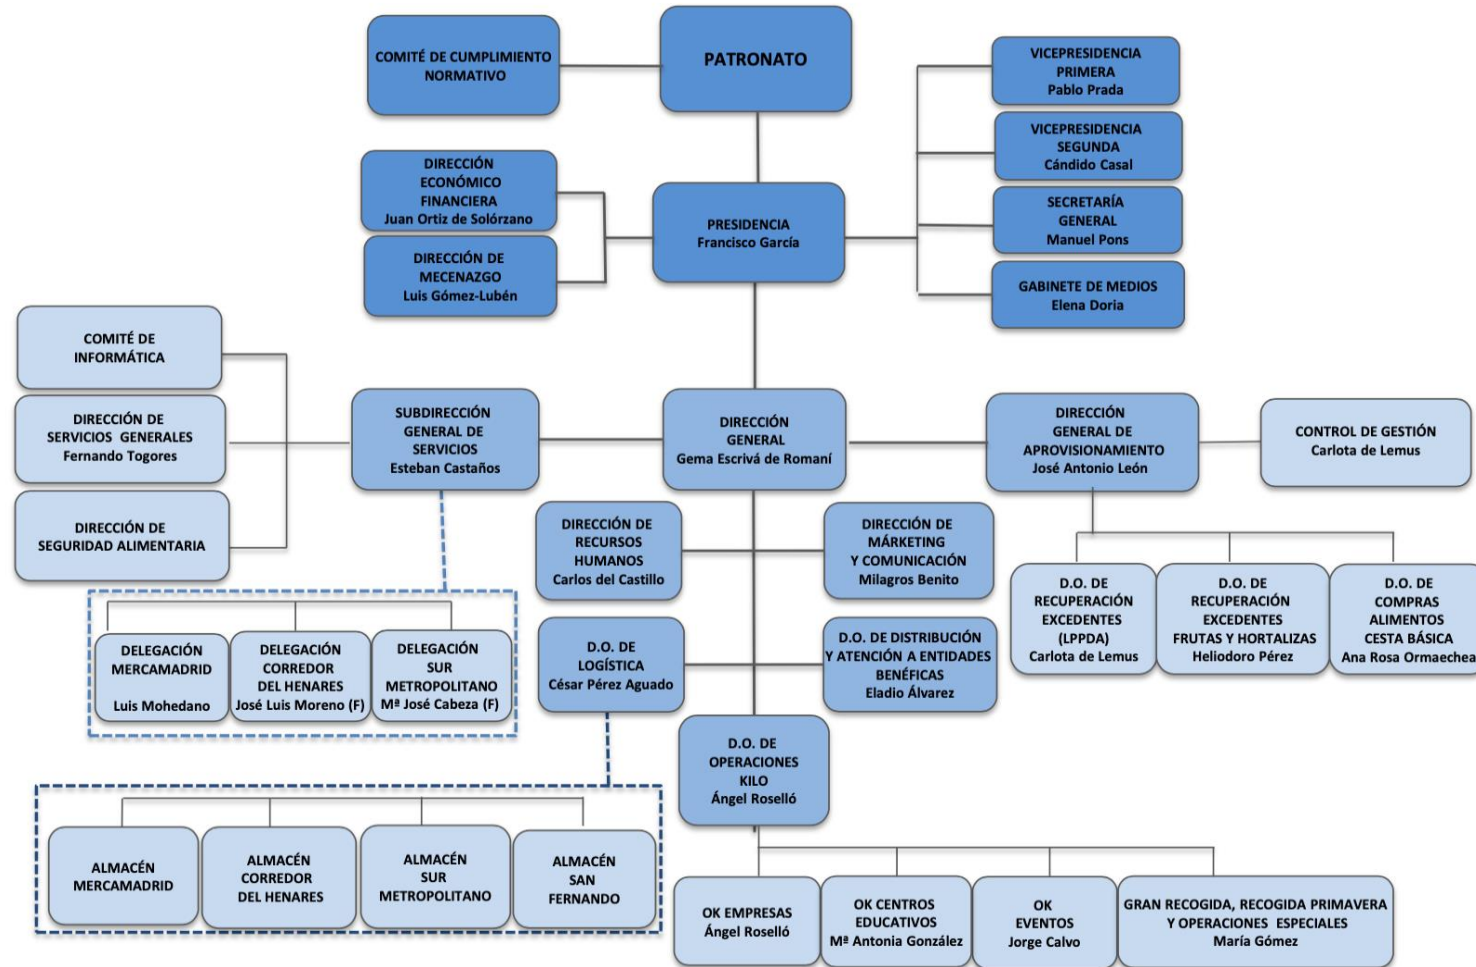 COMITÉ DE CUMPLIMIENTO
NORMATIVO
PATRONATO
VICEPRESIDENCIA
PRIMERA
Pablo Prada
VICEPRESIDENCIA
SEGUNDA
Cándido Casal
DIRECCIÓN
ECONÓMICO
FINANCIERA
Juan Ortiz de Solórzano
PRESIDENCIA
Francisco García
SECRETARÍA
GENERAL
Manuel Pons
DIRECCIÓN DE
MECENAZGO
Luis Gómez-Lubén
GABINETE DE MEDIOS
Elena Doria
COMITÉ DE
INFORMÁTICA
DIRECCIÓN DE
SERVICIOS GENERALES
Fernando Togores
DIRECCIÓN DE
SEGURIDAD ALIMENTARIA
SUBDIRECCIÓN
GENERAL DE
SERVICIOS
Esteban Castaños
DIRECCIÓN
GENERAL
Gema Escrivá de Romaní
DIRECCIÓN
GENERAL DE
APROVISIONAMIENTO
José Antonio León
CONTROL DE GESTIÓN
Carlota de Lemus
DIRECCIÓN DE
RECURSOS
HUMANOS
Carlos del Castillo
DIRECCIÓN DE
MÁRKETING
Y COMUNICACIÓN
Milagros Benito
D.O. DE
RECUPERACIÓN
EXCEDENTES
(LPPDA)
Carlota de Lemus
D.O. DE
RECUPERACIÓN
EXCEDENTES
FRUTAS Y HORTALIZAS
Heliodoro Pérez
D.O. DE
COMPRAS
ALIMENTOS
CESTA BÁSICA
Ana Rosa Ormaechea
DELEGACIÓN
MERCAMADRID
Luis Mohedano
DELEGACIÓN
CORREDOR
DEL HENARES
José Luis Moreno (F)
DELEGACIÓN
SUR
METROPOLITANO
Mª José Cabeza (F)
D.O. DE
LOGÍSTICA
César Pérez Aguado
D.O. DE DISTRIBUCIÓN
Y ATENCIÓN A ENTIDADES
BENÉFICAS
Eladio Álvarez
D.O. DE
OPERACIONES
KILO
Ángel Roselló
ALMACÉN
MERCAMADRID
ALMACÉN
CORREDOR
DEL HENARES
ALMACÉN
SUR
METROPOLITANO
ALMACÉN
SAN
FERNANDO
OK EMPRESAS
Ángel Roselló
OK CENTROS
EDUCATIVOS
Mª Antonia González
OK
EVENTOS
Jorge Calvo
GRAN RECOGIDA, RECOGIDA PRIMAVERA
Y OPERACIONES ESPECIALES
María Gómez